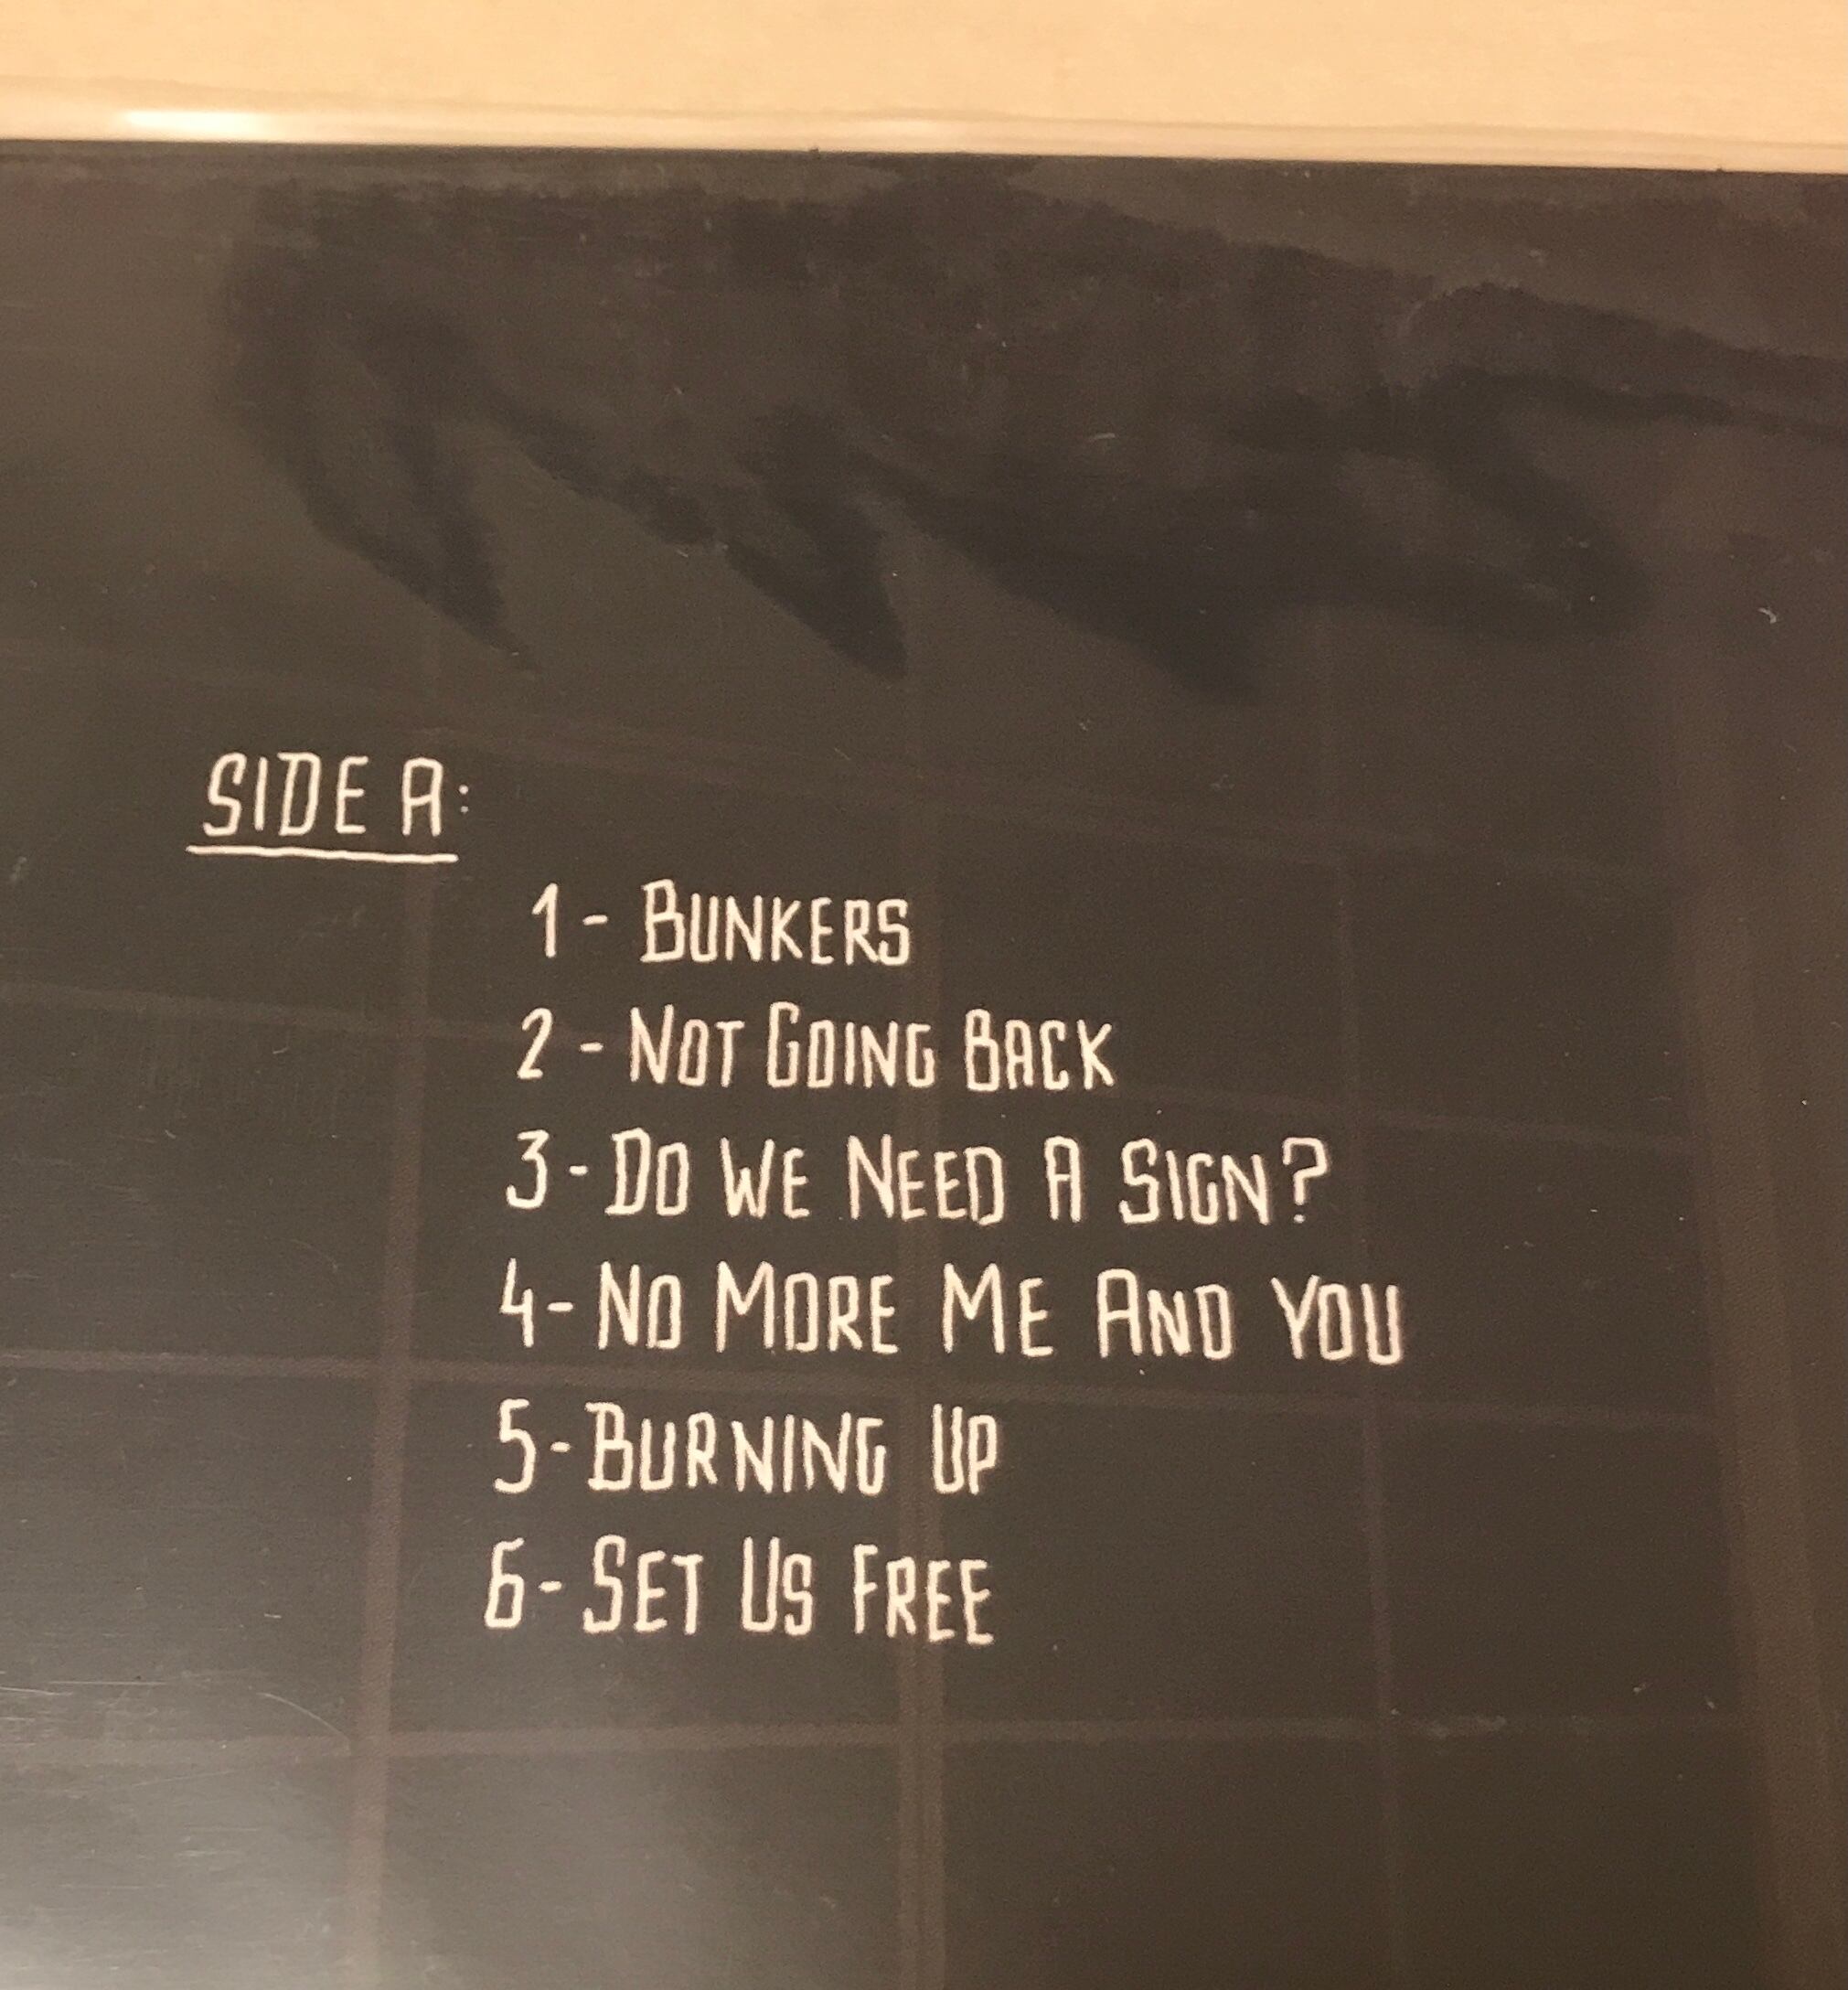 SIDE A:
1 - BUNKERS
2 - NOT GOING BACK
3 - DO WE NEED A SIGN?
4 - NO MORE ME AND YOU
5 - BURNING UP
6 - SET US FREE